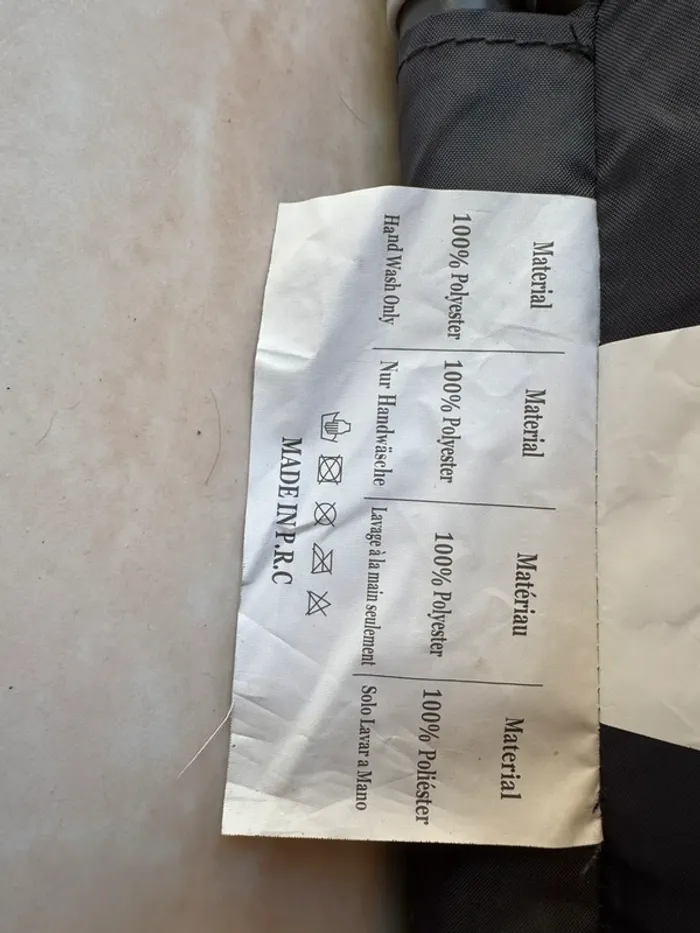 Material Material Matériau Material
100% Polyester 100% Polyester 100% Polyester 100% Poliéster
Hand Wash Only Nur Handwäsche Lavage à la main seulement Solo Lavar a Mano
MADE IN P.R.C